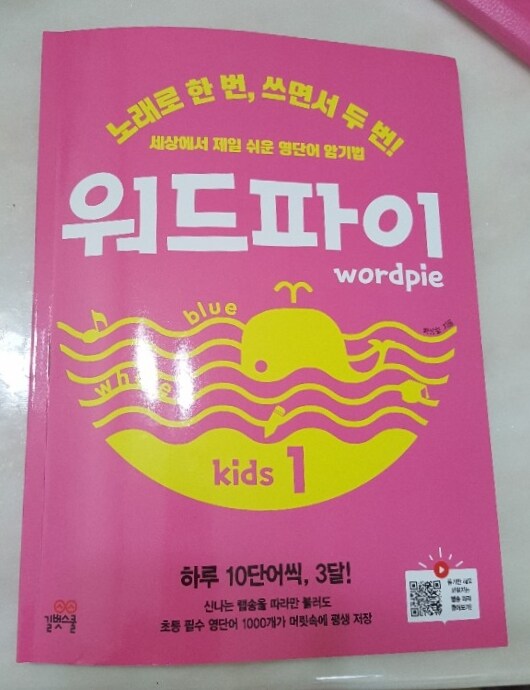 노래로 한 번, 쓰면서 두 번!
세상에서 제일 쉬운 영단어 암기법
워드파이
wordpie
blue
whale
kids 1
하루 10단어씩, 3달!
신나는 랩송을 따라만 불러도
초등 필수 영단어 1000개가 머릿속에 평생 저장
길벗스쿨